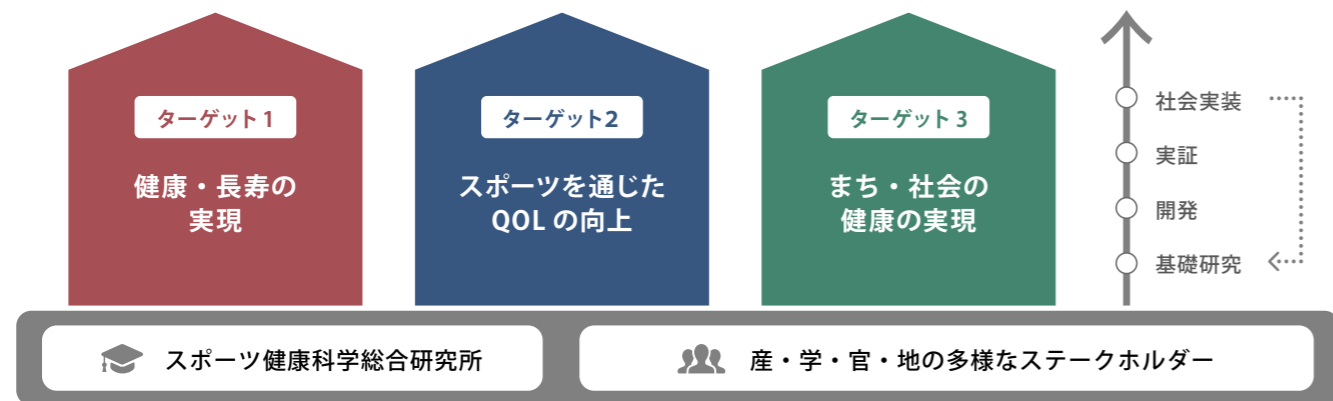 ターゲット 1
健康・長寿の
実現
ターゲット2
スポーツを通じた
QOL の向上
ターゲット 3
まち・社会の
健康の実現
社会実装
実証
開発
基礎研究
スポーツ健康科学総合研究所
産・学・官・地の多様なステークホルダー